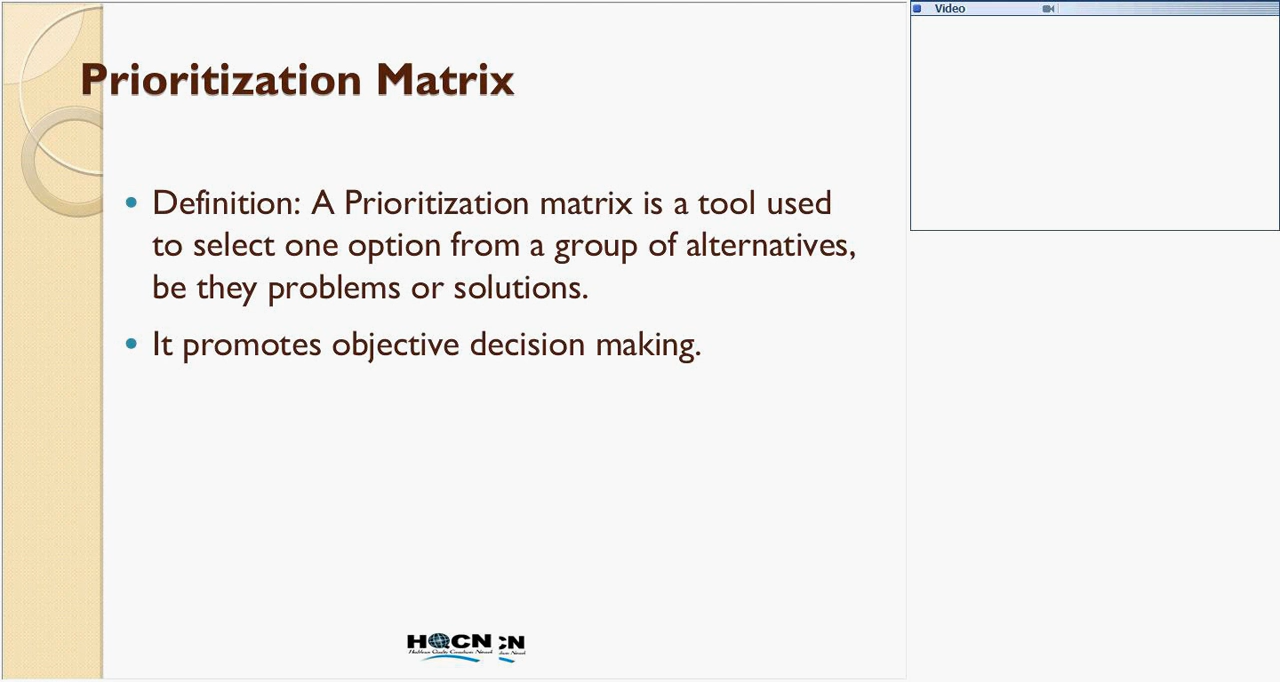 Prioritization Matrix
• Definition: A Prioritization matrix is a tool used
to select one option from a group of alternatives,
be they problems or solutions.
• It promotes objective decision making.
HQCN CN
Video